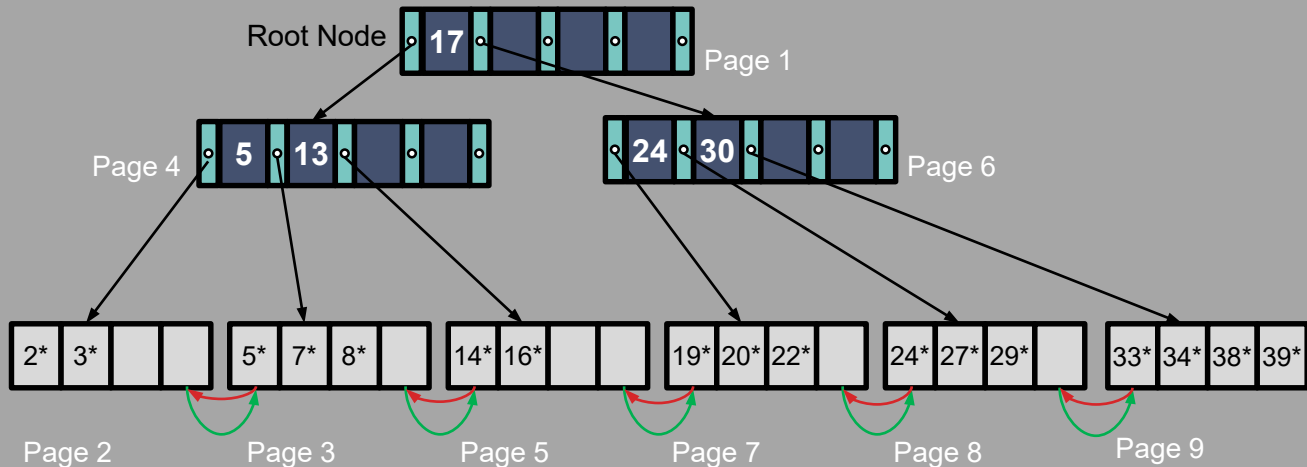 Root Node
17
Page 1
Page 4
5 13
24 30
Page 6
2* 3*
5* 7* 8*
14* 16*
19* 20* 22*
24* 27* 29*
33* 34* 38* 39*
Page 2
Page 3
Page 5
Page 7
Page 8
Page 9